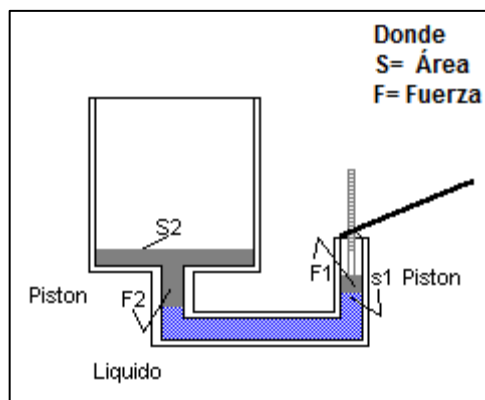 Donde
S= Área
F= Fuerza
S2
F1
s1 Piston
Piston
F2
Liquido